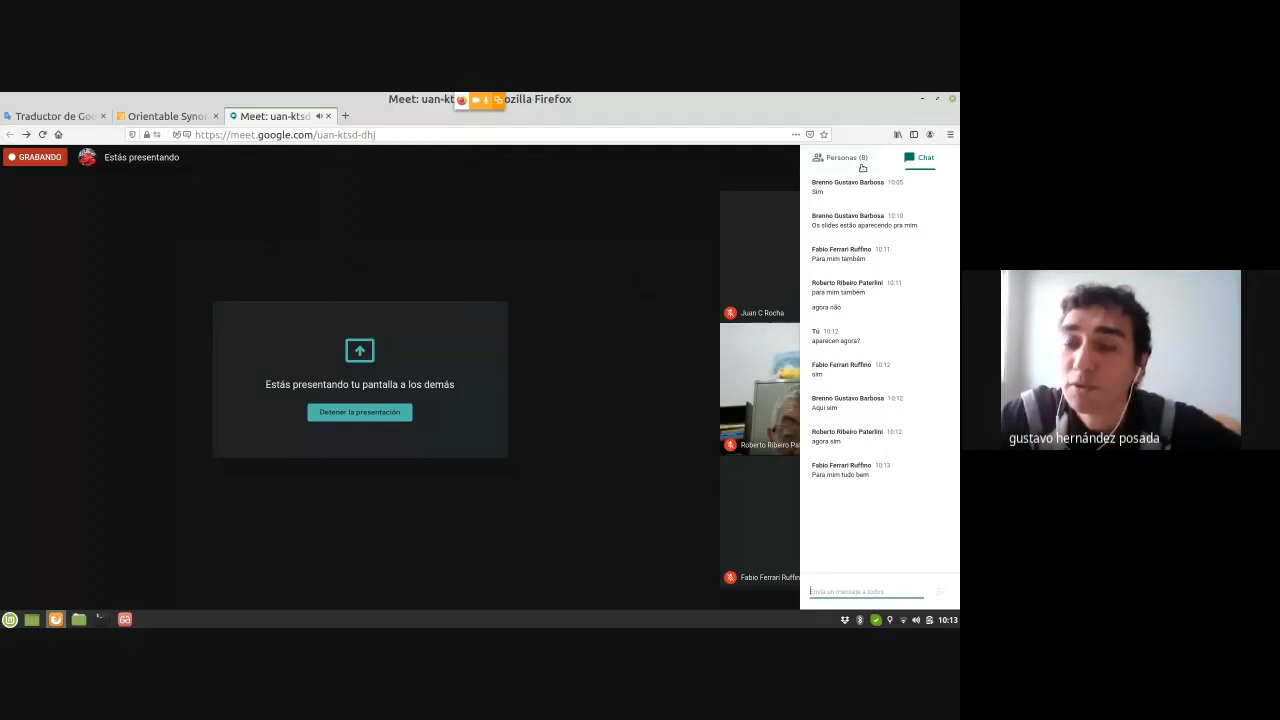 Meet: uan-kt ozilla Firefox
Traductor de Goo
Orientable Synor
Meet: uan-ktsd
https://meet.google.com/uan-ktsd-dhj
GRABANDO
Estás presentando
Personas (8)
Chat
Brenno Gustavo Barbosa 10:05
Sim
Brenno Gustavo Barbosa 10:10
Os slides estão aparecendo pra mim
Fabio Ferrari Ruffino 10:11
Para mim também
Roberto Ribeiro Paterlini 10:11
para mim também
agora não
Tú 10:12
aparecen agora?
Fabio Ferrari Ruffino 10:12
sim
Brenno Gustavo Barbosa 10:12
Aqui sim
Roberto Ribeiro Paterlini 10:12
agora sim
Fabio Ferrari Ruffino 10:13
Para mim tudo bem
Juan C Rocha
Estás presentando tu pantalla a los demás
Detener la presentación
Roberto Ribeiro Pat
Fabio Ferrari Ruffin
Envía un mensaje a todos
10:13
gustavo hernández posada